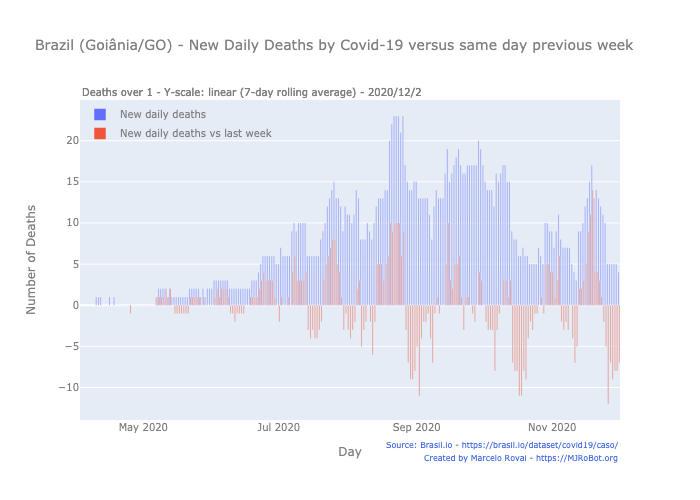 Brazil (Goiânia/GO) - New Daily Deaths by Covid-19 versus same day previous week
Deaths over 1 - Y-scale: linear (7-day rolling average) - 2020/12/2
New daily deaths
New daily deaths vs last week
20
15
10
5
0
−5
−10
Number of Deaths
May 2020
Jul 2020
Sep 2020
Nov 2020
Day
Source: Brasil.io - https://brasil.io/dataset/covid19/caso/
Created by Marcelo Rovai - https://MJRoBot.org